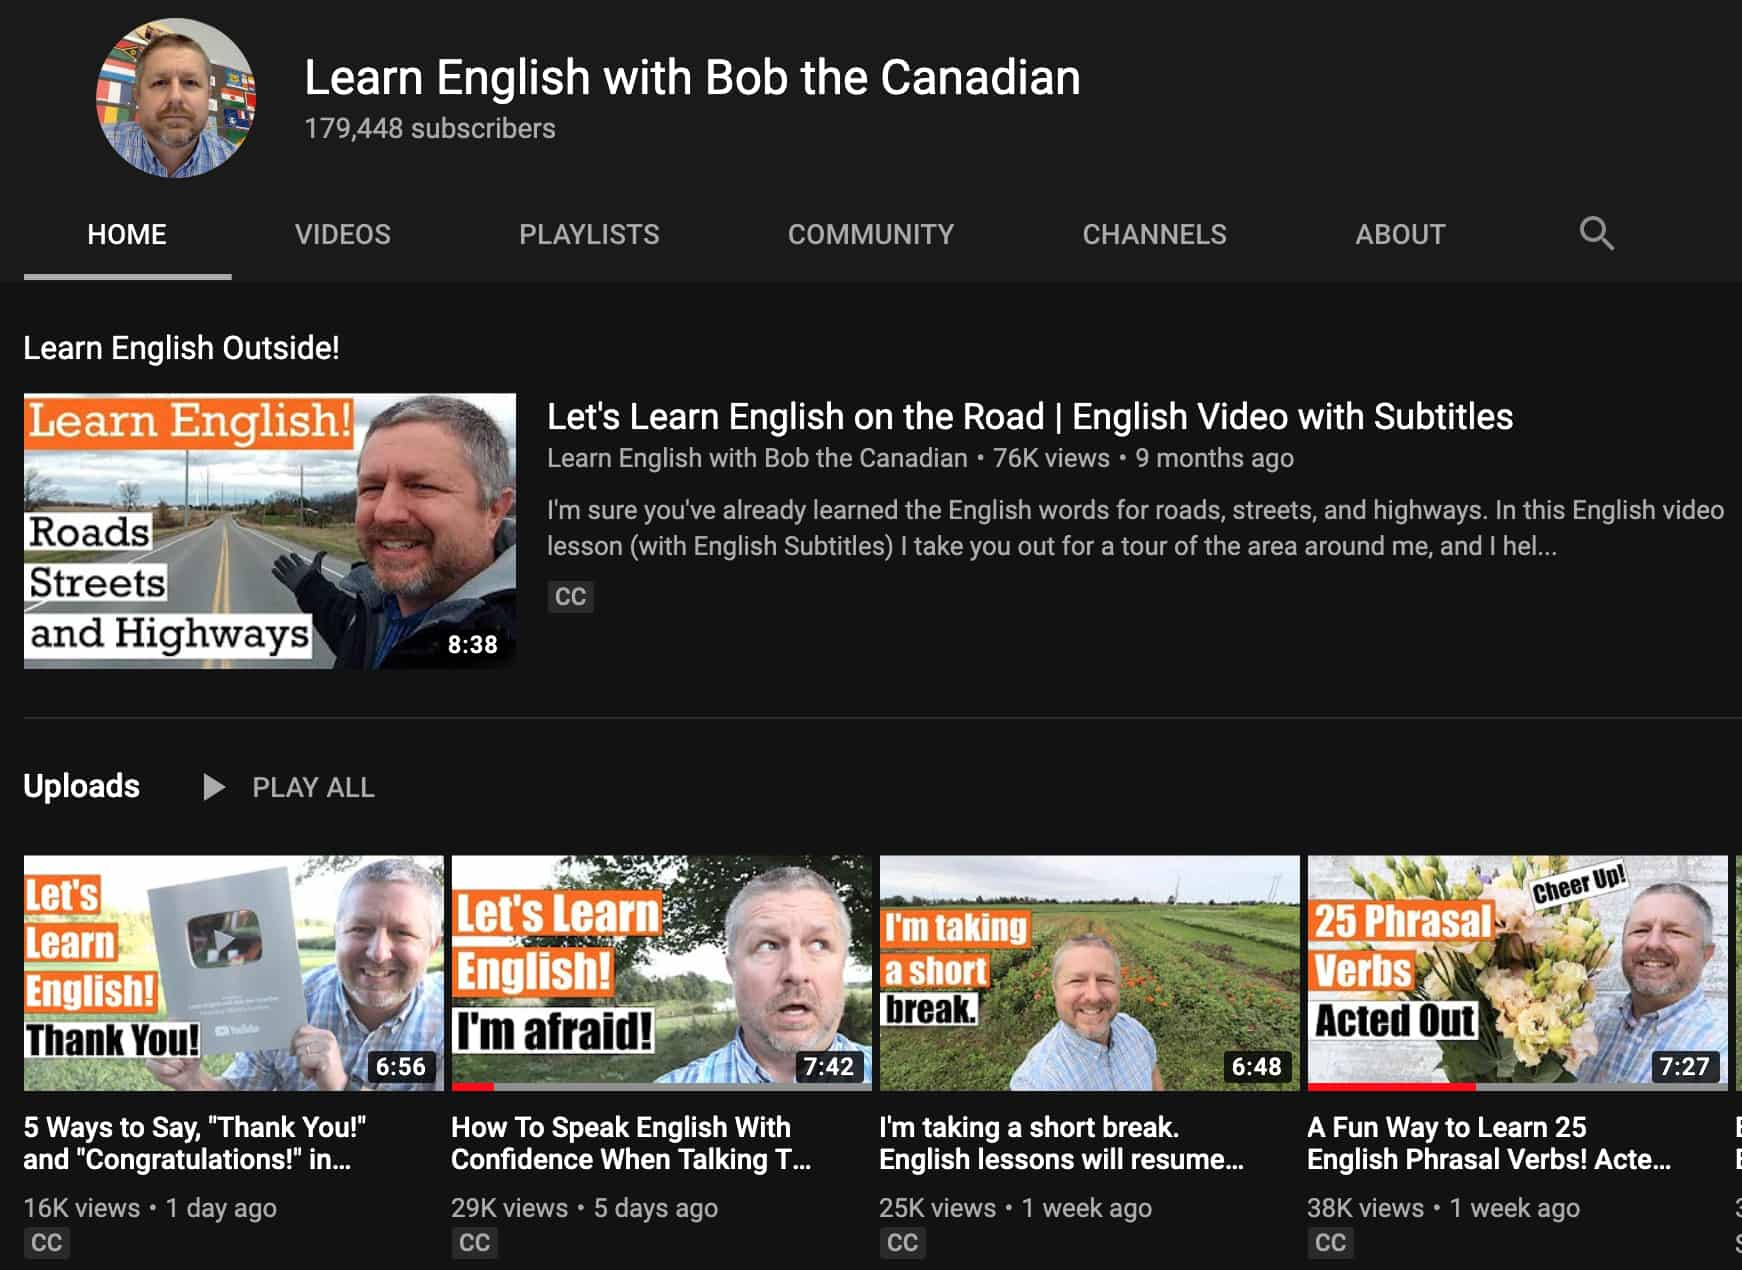 Learn English with Bob the Canadian
179,448 subscribers
HOME VIDEOS PLAYLISTS COMMUNITY CHANNELS ABOUT
Learn English Outside!
Learn English!
Roads
Streets
and Highways
8:38
Let's Learn English on the Road | English Video with Subtitles
Learn English with Bob the Canadian • 76K views • 9 months ago
I'm sure you've already learned the English words for roads, streets, and highways. In this English video
lesson (with English Subtitles) I take you out for a tour of the area around me, and I hel...
CC
Uploads PLAY ALL
Let's
Learn
English!
Thank You!
YouTube
6:56
5 Ways to Say, "Thank You!"
and "Congratulations!" in...
16K views • 1 day ago
CC
Let's Learn
English!
I'm afraid!
7:42
How To Speak English With
Confidence When Talking T...
29K views • 5 days ago
CC
I'm taking
a short
break.
6:48
I'm taking a short break.
English lessons will resume...
25K views • 1 week ago
CC
Cheer Up!
25 Phrasal
Verbs
Acted Out
7:27
A Fun Way to Learn 25
English Phrasal Verbs! Acte...
38K views • 1 week ago
CC